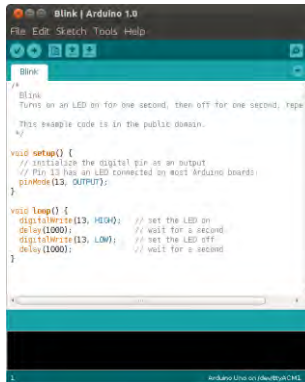 Blink | Arduino 1.0
File Edit Sketch Tools Help
Blink
/*
Blink
Turns on an LED on for one second, then off for one second, repe

This example code is in the public domain.
*/

void setup() {
// initialize the digital pin as an output
// Pin 13 has an LED connected on most Arduino boards:
pinMode(13, OUTPUT);
}

void loop() {
digitalWrite(13, HIGH); // set the LED on
delay(1000); // wait for a second
digitalWrite(13, LOW); // set the LED off
delay(1000); // wait for a second
}
1
Arduino Uno on /dev/ttyACM1